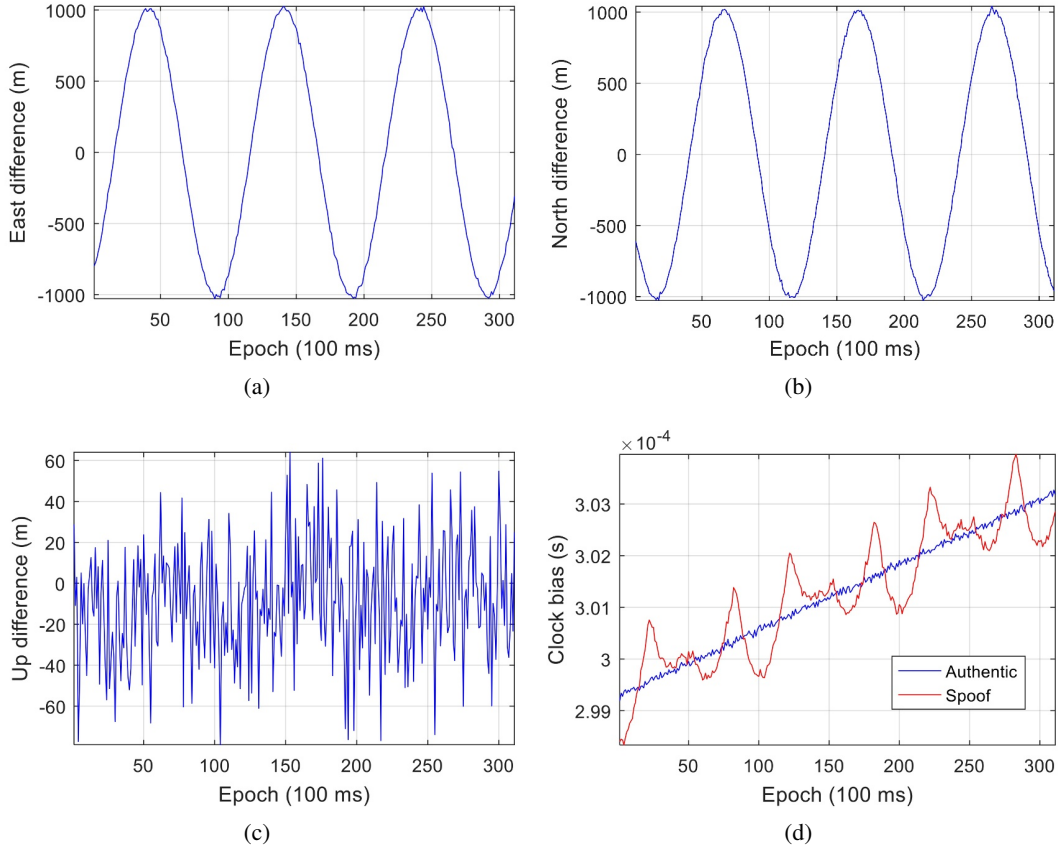 1000
500
0
-500
-1000
East difference (m)
50 100 150 200 250 300
Epoch (100 ms)
(a)
1000
500
0
-500
-1000
North difference (m)
50 100 150 200 250 300
Epoch (100 ms)
(b)
60
40
20
0
-20
-40
-60
Up difference (m)
50 100 150 200 250 300
Epoch (100 ms)
(c)
×10-4
3.03
3.02
3.01
3
2.99
Clock bias (s)
Authentic
Spoof
50 100 150 200 250 300
Epoch (100 ms)
(d)